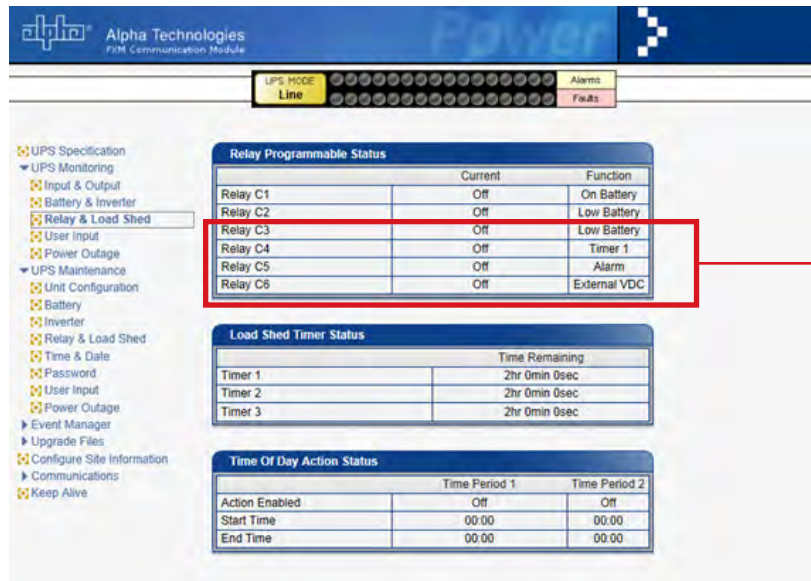 alpha Alpha Technologies
FXM Communication Module
Power
UPS MODE
Line
Alarms
Faults
UPS Specification
UPS Monitoring
Input & Output
Battery & Inverter
Relay & Load Shed
User Input
Power Outage
UPS Maintenance
Unit Configuration
Battery
Inverter
Relay & Load Shed
Time & Date
Password
User Input
Power Outage
Event Manager
Upgrade Files
Configure Site Information
Communications
Keep Alive
Relay Programmable Status
Current Function
Relay C1 Off On Battery
Relay C2 Off Low Battery
Relay C3 Off Low Battery
Relay C4 Off Timer 1
Relay C5 Off Alarm
Relay C6 Off External VDC
Load Shed Timer Status
Time Remaining
Timer 1 2hr 0min 0sec
Timer 2 2hr 0min 0sec
Timer 3 2hr 0min 0sec
Time Of Day Action Status
Time Period 1 Time Period 2
Action Enabled Off Off
Start Time 00:00 00:00
End Time 00:00 00:00